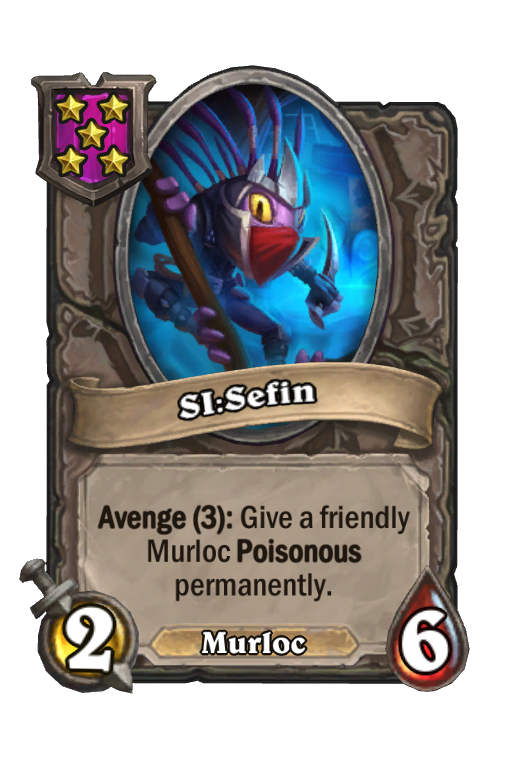 SI:Sefin
Avenge (3): Give a friendly
Murloc Poisonous
permanently.
2
Murloc
6